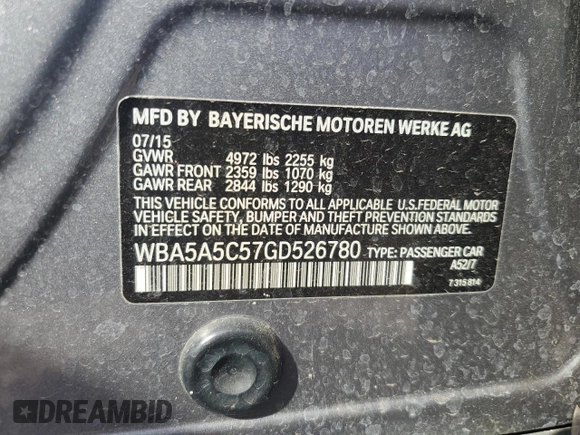 MFD BY BAYERISCHE MOTOREN WERKE AG
07/15
GVWR 4972 lbs 2255 kg
GAWR FRONT 2359 lbs 1070 kg
GAWR REAR 2844 lbs 1290 kg
THIS VEHICLE CONFORMS TO ALL APPLICABLE U.S.FEDERAL MOTOR
VEHICLE SAFETY, BUMPER AND THEFT PREVENTION STANDARDS
IN EFFECT ON THE DATE OF MANUFACTURE SHOWN ABOVE.
WBA5A5C57GD526780 TYPE: PASSENGER CAR
A52/7
7 315 814
DREAMBID